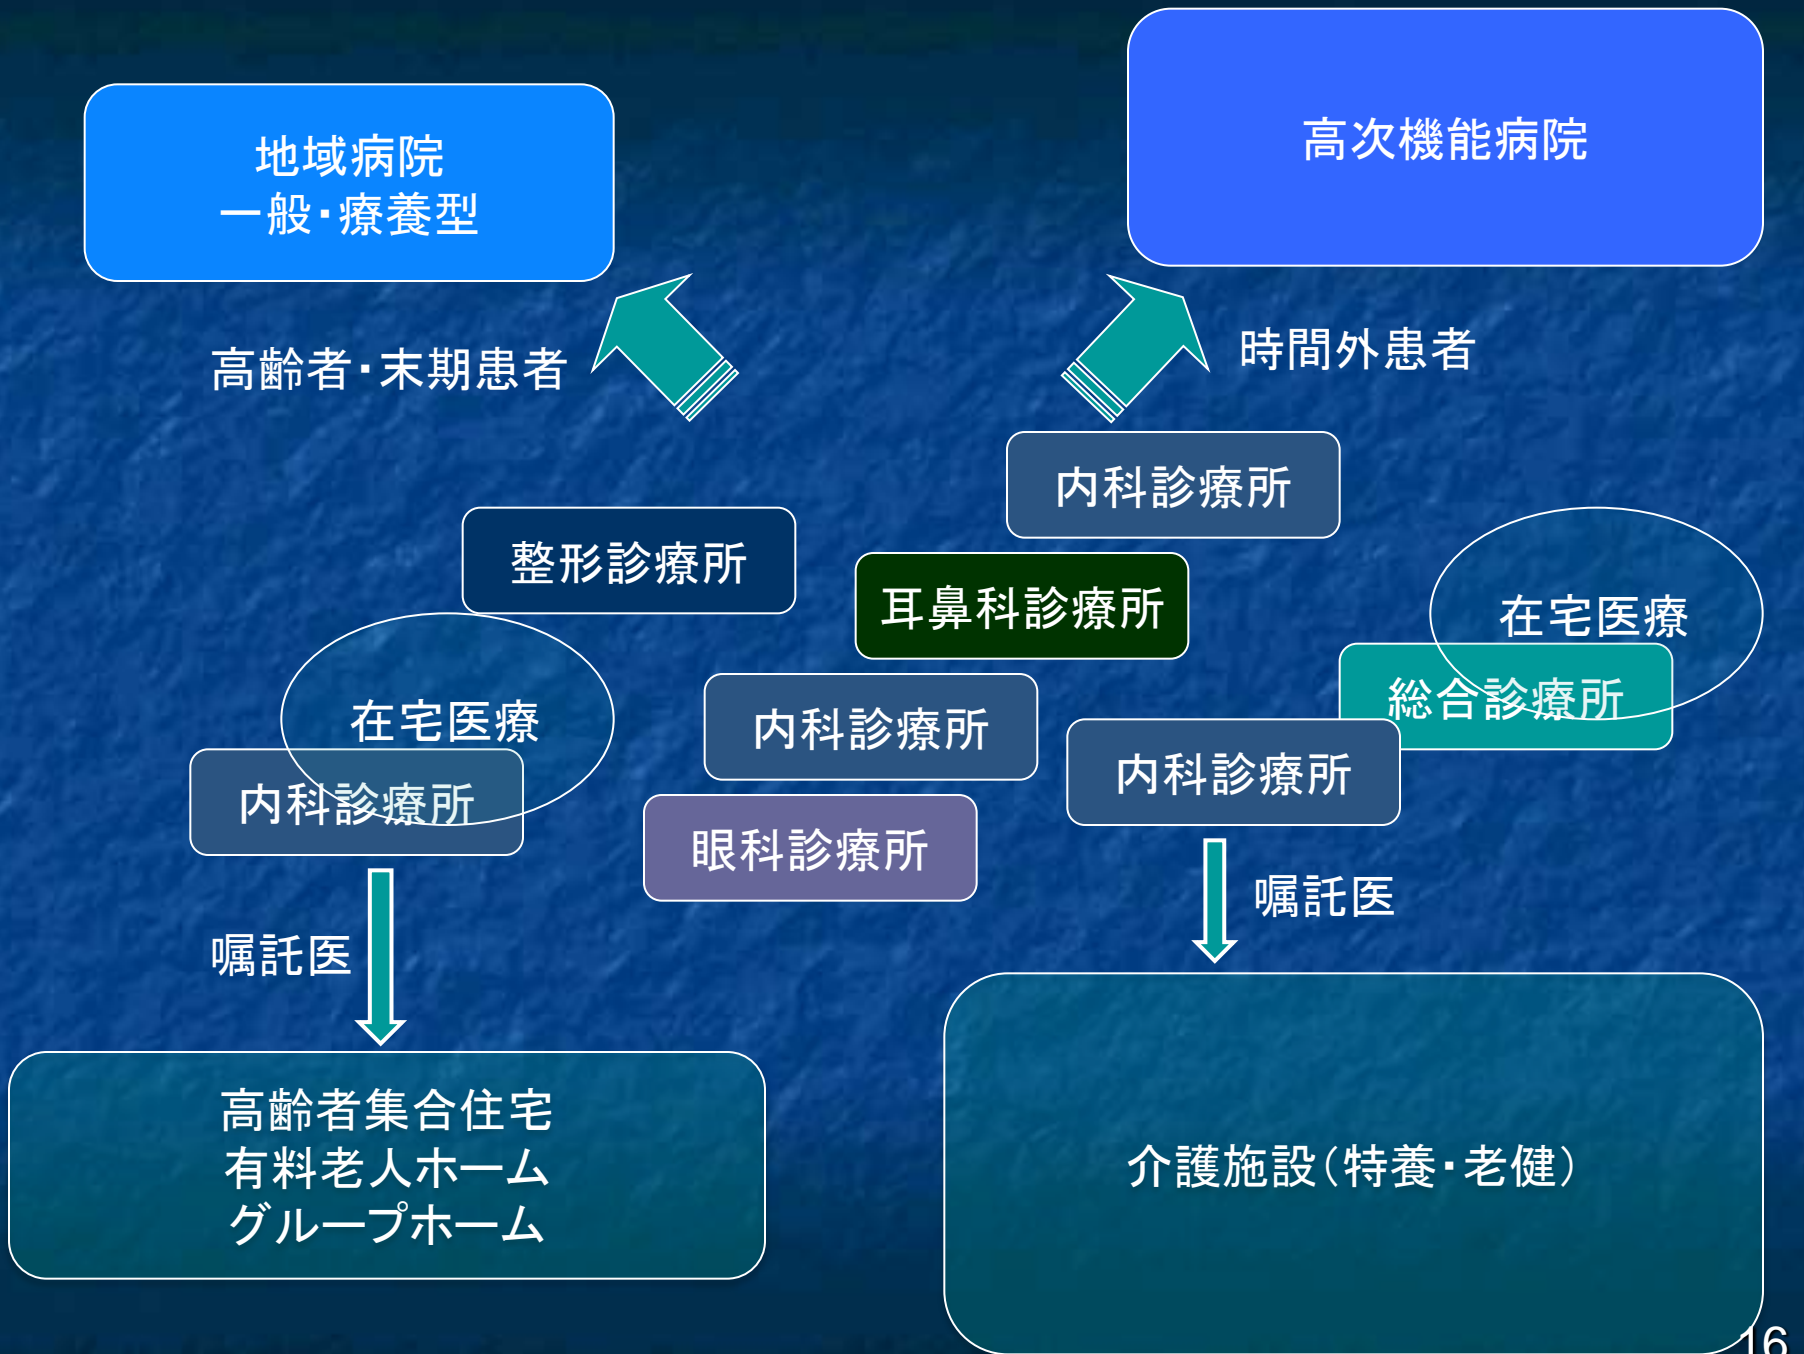 高次機能病院
地域病院
一般・療養型
時間外患者
高齢者・末期患者
内科診療所
整形診療所
耳鼻科診療所
在宅医療
総合診療所
在宅医療
内科診療所
内科診療所
内科診療所
眼科診療所
嘱託医
嘱託医
高齢者集合住宅
有料老人ホーム
グループホーム
介護施設（特養・老健）
16